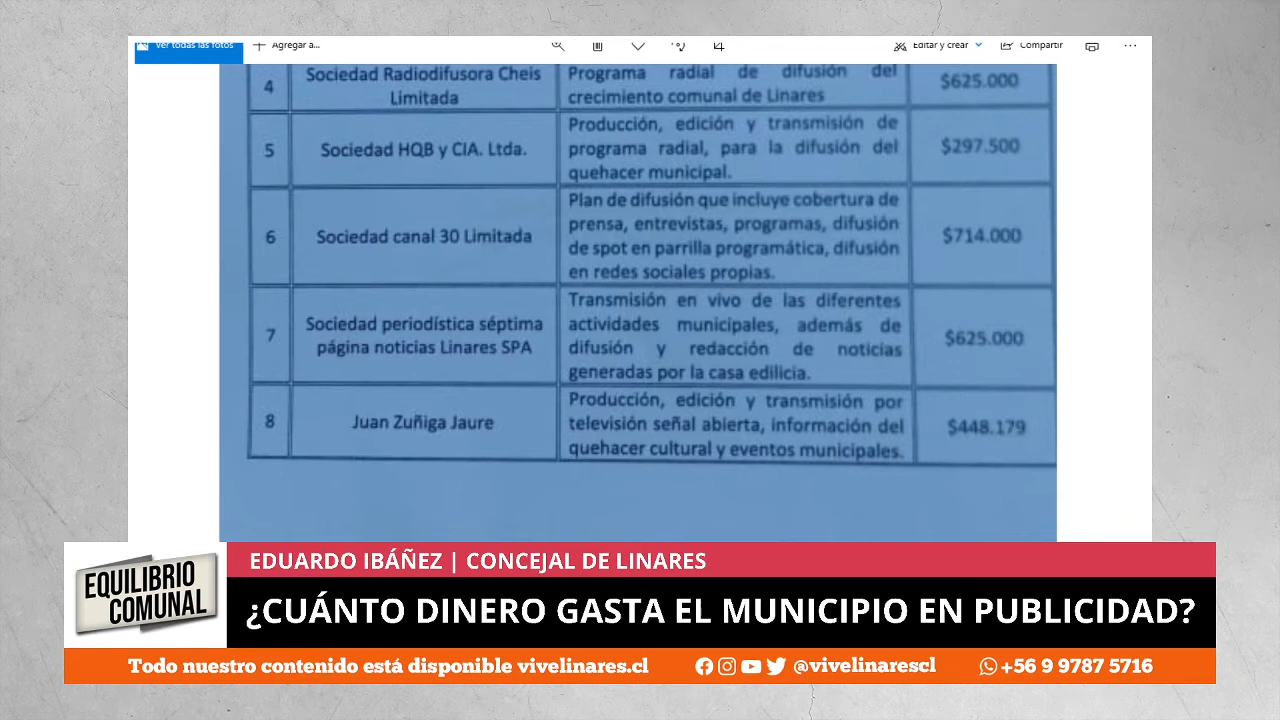 Ver todas las fotos
Agregar a...
Editar y crear
Compartir
4
Sociedad Radiodifusora Cheis
Limitada
Programa radial de difusión del
crecimiento comunal de Linares
$625.000
5
Sociedad HQB y CIA. Ltda.
Producción, edición y transmisión de
programa radial, para la difusión del
quehacer municipal.
$297.500
6
Sociedad canal 30 Limitada
Plan de difusión que incluye cobertura de
prensa, entrevistas, programas, difusión
de spot en parrilla programática, difusión
en redes sociales propias.
$714.000
7
Sociedad periodística séptima
página noticias Linares SPA
Transmisión en vivo de las diferentes
actividades municipales, además de
difusión y redacción de noticias
generadas por la casa edilicia.
$625.000
8
Juan Zuñiga Jaure
Producción, edición y transmisión por
televisión señal abierta, información del
quehacer cultural y eventos municipales.
$448.179
EQUILIBRIO
COMUNAL
EDUARDO IBÁÑEZ | CONCEJAL DE LINARES
¿CUÁNTO DINERO GASTA EL MUNICIPIO EN PUBLICIDAD?
Todo nuestro contenido está disponible vivelinares.cl
@vivelinarescl
+56 9 9787 5716